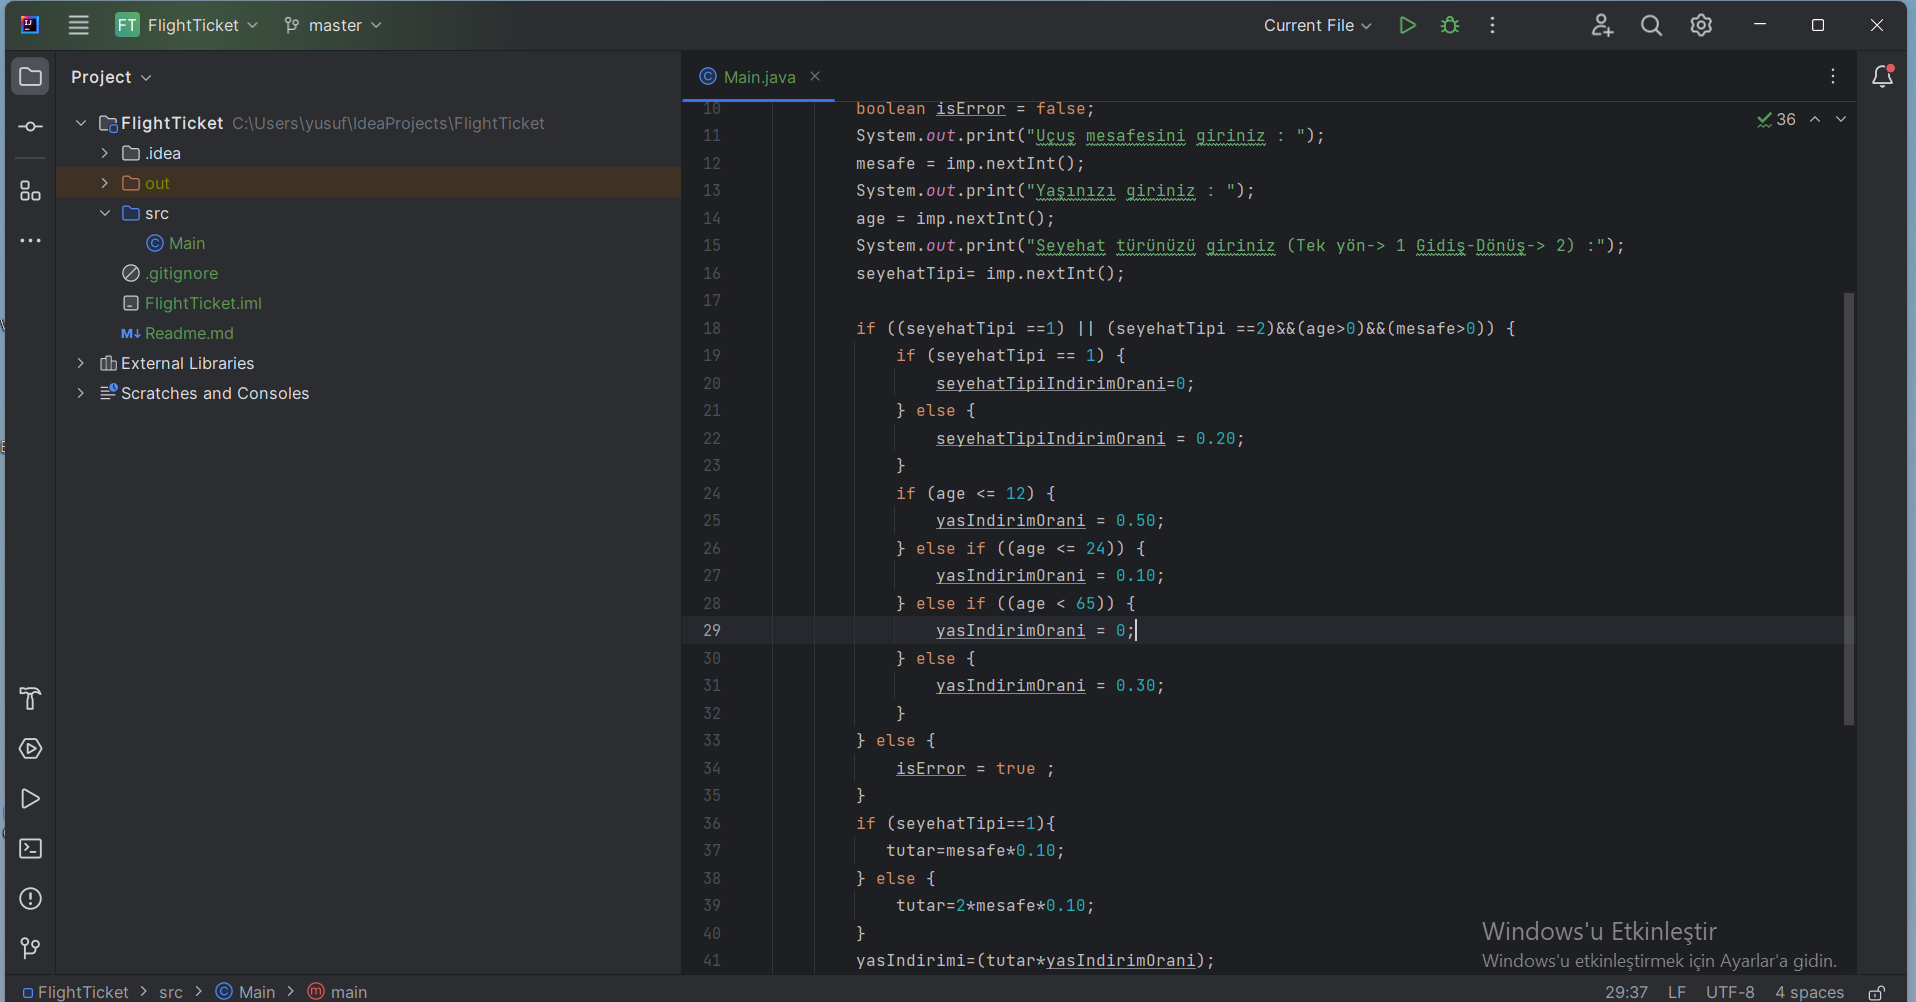 FT FlightTicket master Current File
Project
Main.java
FlightTicket C:\Users\yusuf\IdeaProjects\FlightTicket
.idea
out
src
Main
.gitignore
FlightTicket.iml
M↓ Readme.md
External Libraries
Scratches and Consoles
36
10 boolean isError = false;
11 System.out.print("Uçuş mesafesini giriniz : ");
12 mesafe = imp.nextInt();
13 System.out.print("Yaşınızı giriniz : ");
14 age = imp.nextInt();
15 System.out.print("Seyehat türünüzü giriniz (Tek yön-> 1 Gidiş-Dönüş-> 2) :");
16 seyehatTipi= imp.nextInt();
17
18 if ((seyehatTipi ==1) || (seyehatTipi ==2)&&(age>0)&&(mesafe>0)) {
19 if (seyehatTipi == 1) {
20 seyehatTipiIndirimOrani=0;
21 } else {
22 seyehatTipiIndirimOrani = 0.20;
23 }
24 if (age <= 12) {
25 yasIndirimOrani = 0.50;
26 } else if ((age <= 24)) {
27 yasIndirimOrani = 0.10;
28 } else if ((age < 65)) {
29 yasIndirimOrani = 0;
30 } else {
31 yasIndirimOrani = 0.30;
32 }
33 } else {
34 isError = true ;
35 }
36 if (seyehatTipi==1){
37 tutar=mesafe*0.10;
38 } else {
39 tutar=2*mesafe*0.10;
40 }
41 yasIndirimi=(tutar*yasIndirimOrani);
Windows'u Etkinleştir
Windows'u etkinleştirmek için Ayarlar'a gidin.
FlightTicket > src > Main > main
29:37 LF UTF-8 4 spaces